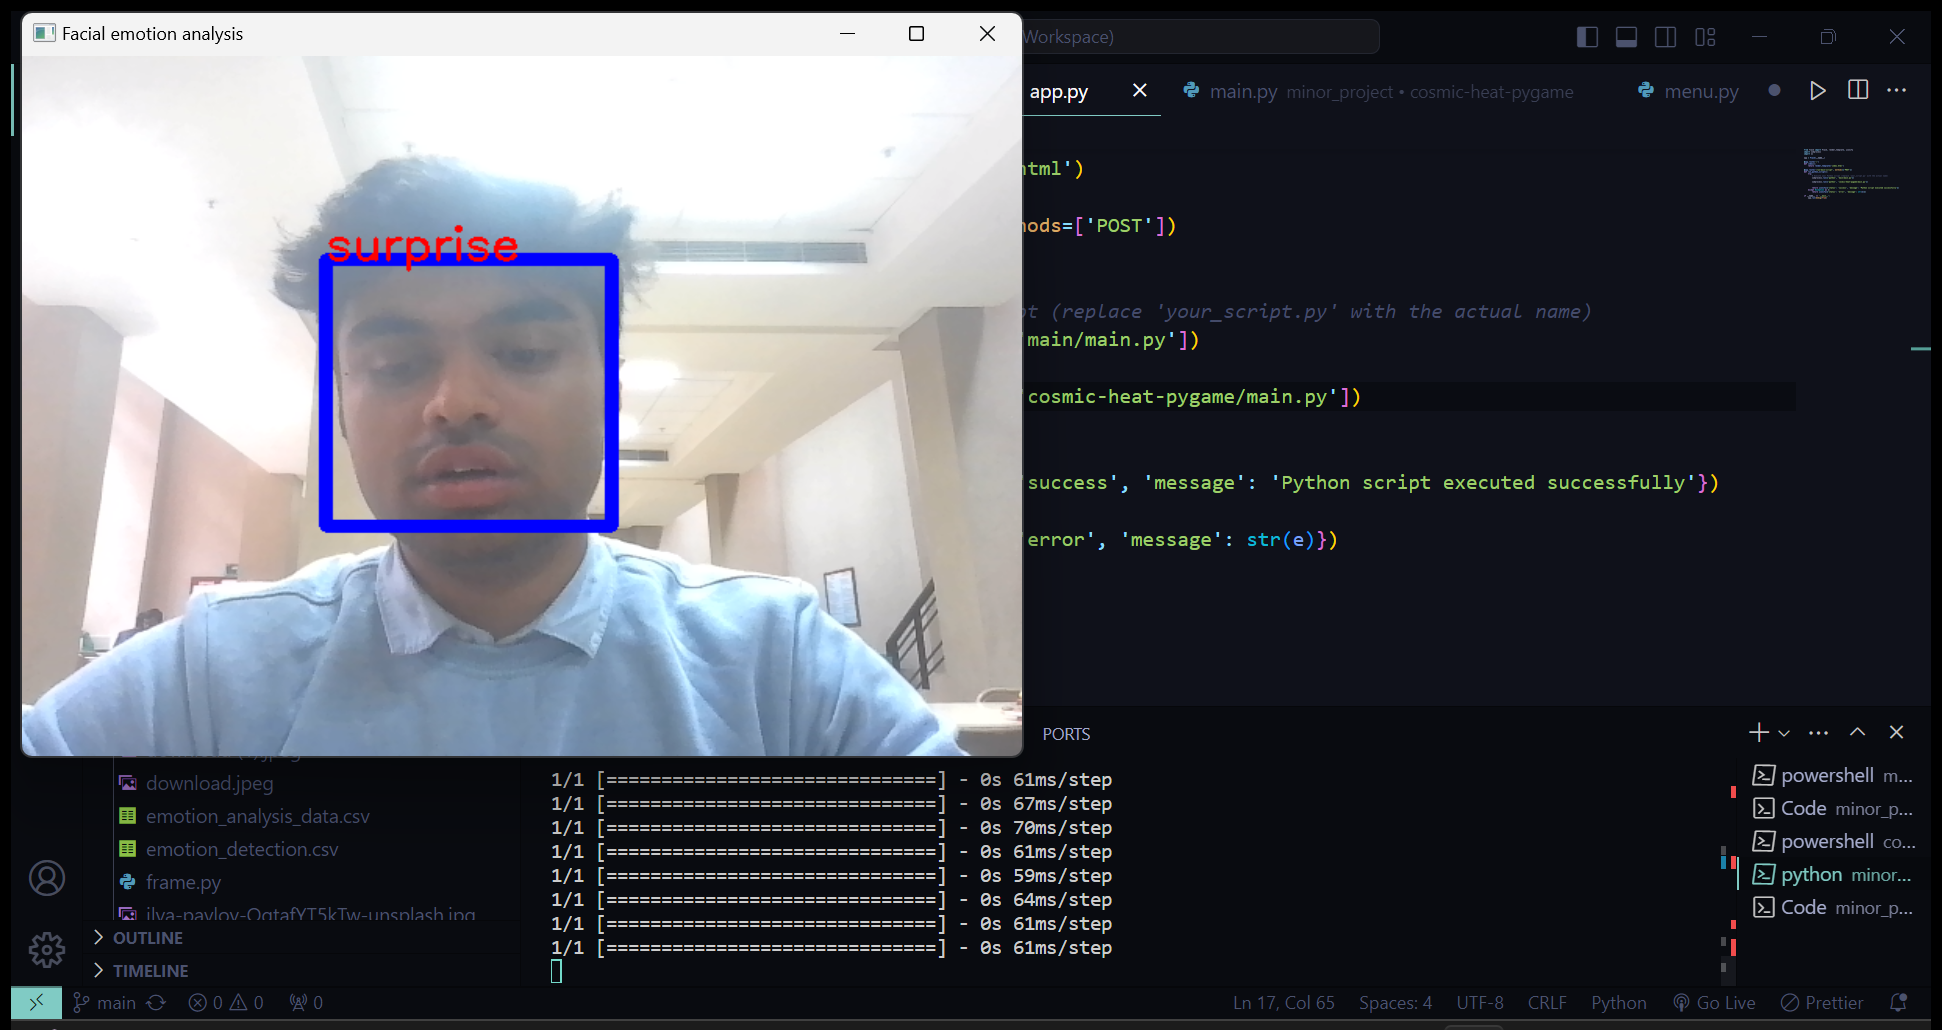 Facial emotion analysis
Workspace)
surprise
app.py
main.py minor_project • cosmic-heat-pygame
menu.py
html')
hods=['POST'])
(replace 'your_script.py' with the actual name)
main/main.py'])
'cosmic-heat-pygame/main.py'])
success', 'message': 'Python script executed successfully'})
error', 'message': str(e)})
PORTS
download.jpeg
emotion_analysis_data.csv
emotion_detection.csv
frame.py
ilya-pavlov-OqtafYT5kTw-unsplash.jpg
OUTLINE
TIMELINE
1/1 [==============================] - 0s 61ms/step
1/1 [==============================] - 0s 67ms/step
1/1 [==============================] - 0s 70ms/step
1/1 [==============================] - 0s 61ms/step
1/1 [==============================] - 0s 59ms/step
1/1 [==============================] - 0s 64ms/step
1/1 [==============================] - 0s 61ms/step
1/1 [==============================] - 0s 61ms/step
powershell m...
Code minor_p...
powershell co...
python minor...
Code minor_p...
main
0 0
0
Ln 17, Col 65
Spaces: 4
UTF-8
CRLF
Python
Go Live
Prettier